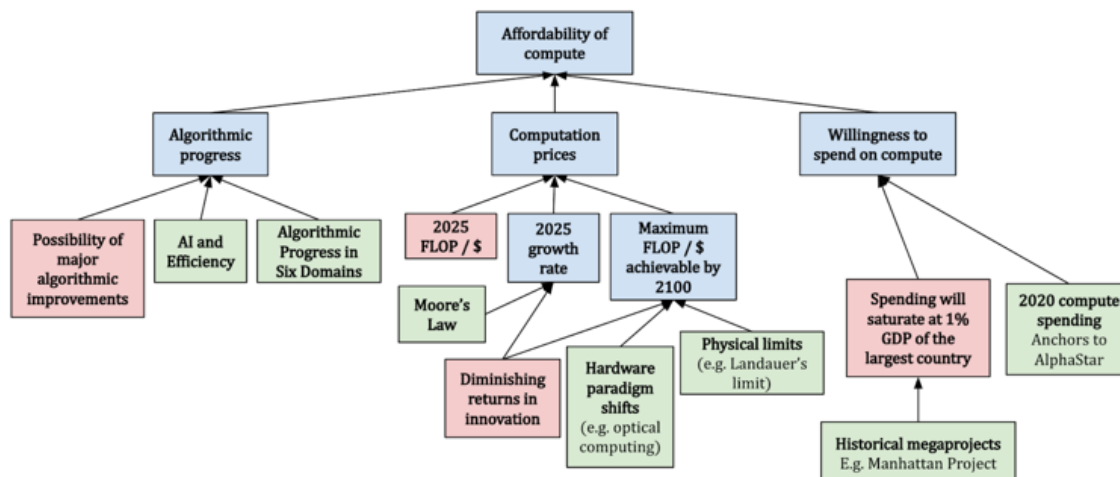 Affordability of
compute
Algorithmic
progress
Computation
prices
Willingness to
spend on compute
Possibility of
major
algorithmic
improvements
AI and
Efficiency
Algorithmic
Progress in
Six Domains
2025
FLOP / $
2025
growth
rate
Maximum
FLOP / $
achievable by
2100
Moore's
Law
Diminishing
returns in
innovation
Hardware
paradigm
shifts
(e.g. optical
computing)
Physical limits
(e.g. Landauer's
limit)
Spending will
saturate at 1%
GDP of the
largest country
2020 compute
spending
Anchors to
AlphaStar
Historical megaprojects
E.g. Manhattan Project